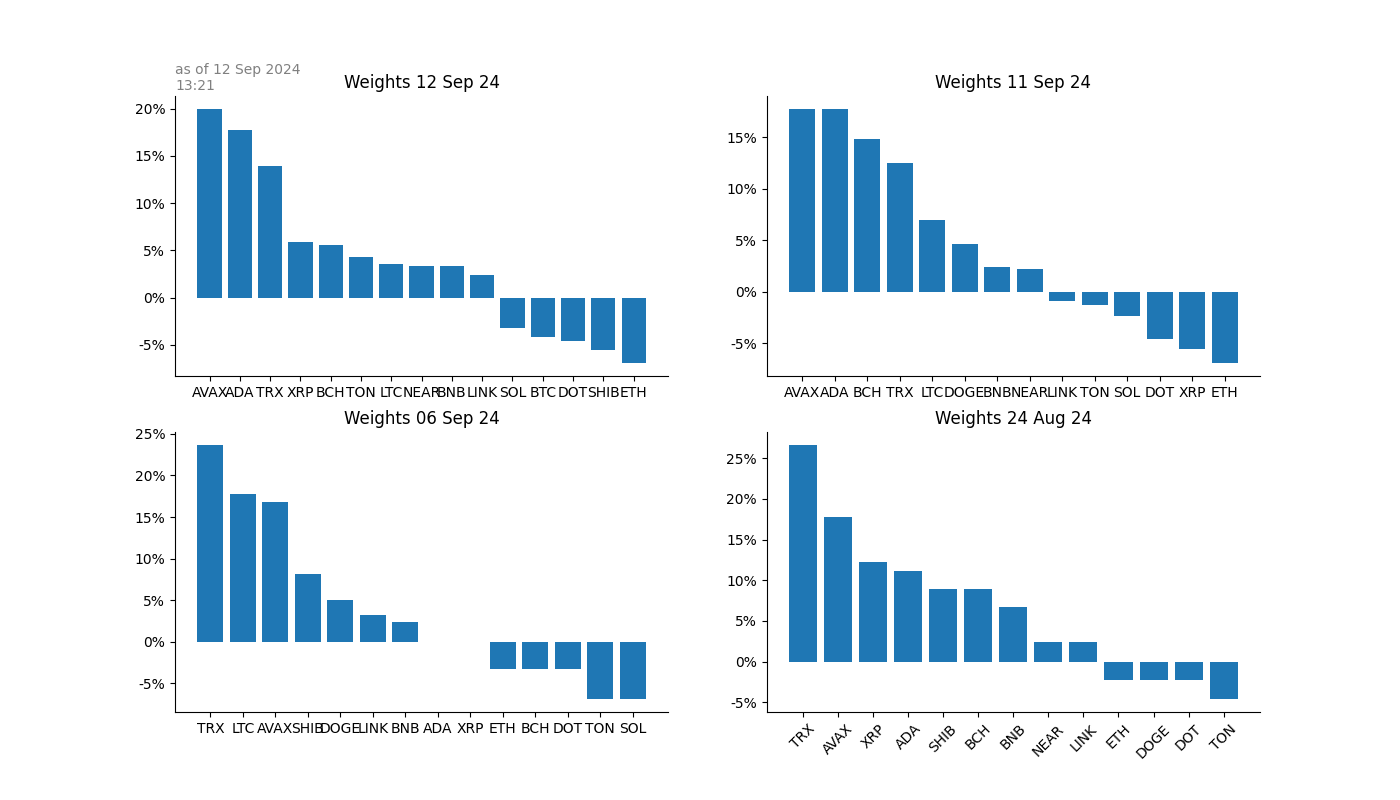 as of 12 Sep 2024
13:21
Weights 12 Sep 24
20%
15%
10%
5%
0%
-5%
AVAX ADA TRX XRP BCH TON LTC NEAR BNB LINK SOL BTC DOT SHIB ETH
Weights 11 Sep 24
15%
10%
5%
0%
-5%
AVAX ADA BCH TRX LTC DOGE BNB NEAR LINK TON SOL DOT XRP ETH
Weights 06 Sep 24
25%
20%
15%
10%
5%
0%
-5%
TRX LTC AVAX SHIB DOGE LINK BNB ADA XRP ETH BCH DOT TON SOL
Weights 24 Aug 24
25%
20%
15%
10%
5%
0%
-5%
TRX AVAX XRP ADA SHIB BCH BNB NEAR LINK ETH DOGE DOT TON